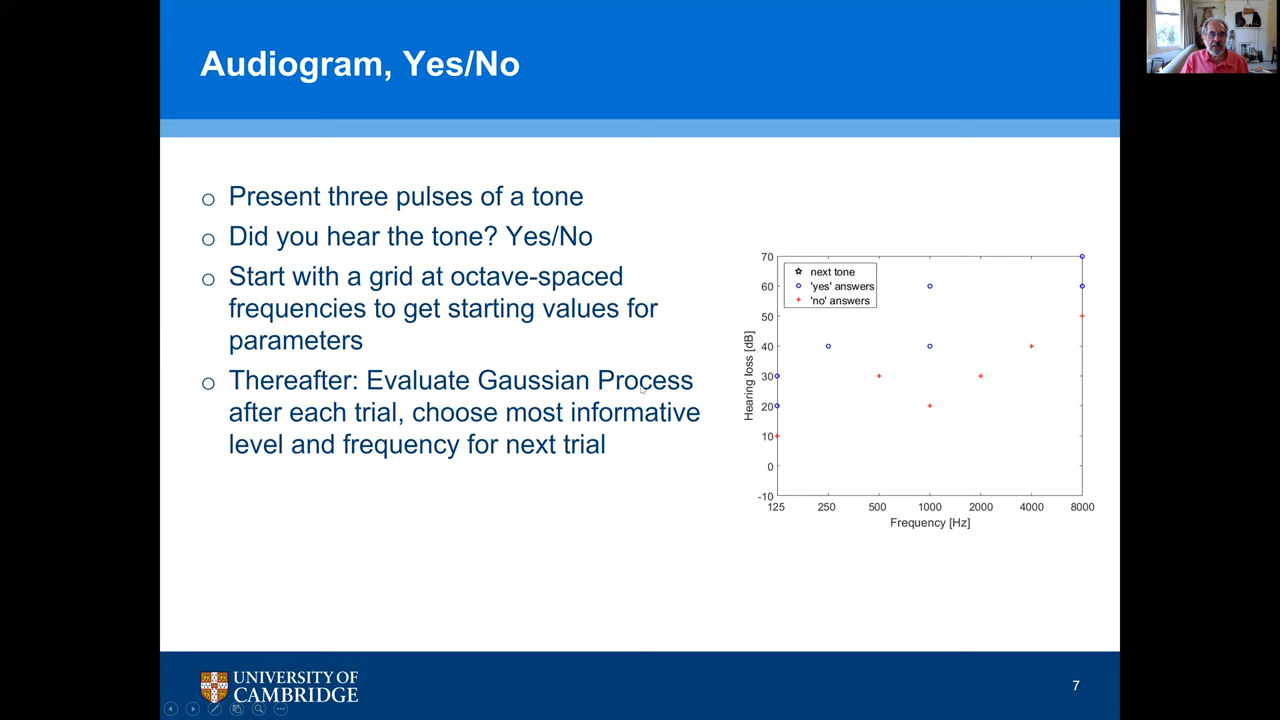 Audiogram, Yes/No
o Present three pulses of a tone
o Did you hear the tone? Yes/No
o Start with a grid at octave-spaced
frequencies to get starting values for
parameters
o Thereafter: Evaluate Gaussian Process
after each trial, choose most informative
level and frequency for next trial
next tone
'yes' answers
'no' answers
Hearing loss [dB]
70
60
50
40
30
20
10
0
-10
125 250 500 1000 2000 4000 8000
Frequency [Hz]
UNIVERSITY OF
CAMBRIDGE
7